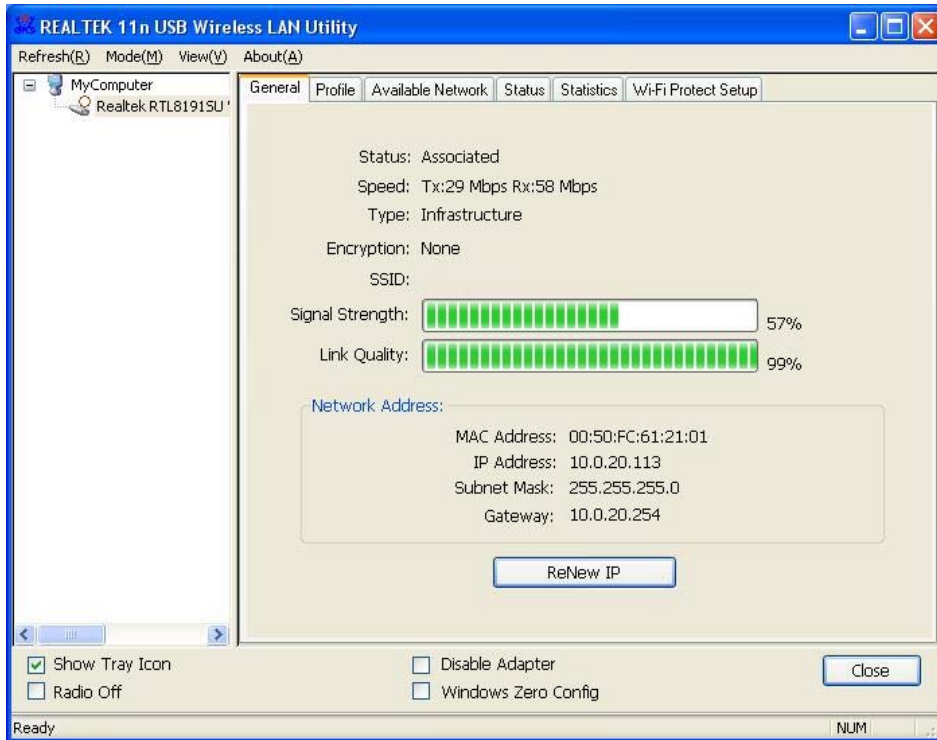 REALTEK 11n USB Wireless LAN Utility
Refresh(R) Mode(M) View(V) About(A)
MyComputer
Realtek RTL8191SU
General Profile Available Network Status Statistics Wi-Fi Protect Setup
Status: Associated
Speed: Tx:29 Mbps Rx:58 Mbps
Type: Infrastructure
Encryption: None
SSID:
Signal Strength: 57%
Link Quality: 99%
Network Address:
MAC Address: 00:50:FC:61:21:01
IP Address: 10.0.20.113
Subnet Mask: 255.255.255.0
Gateway: 10.0.20.254
ReNew IP
Show Tray Icon
Radio Off
Disable Adapter
Windows Zero Config
Close
Ready NUM